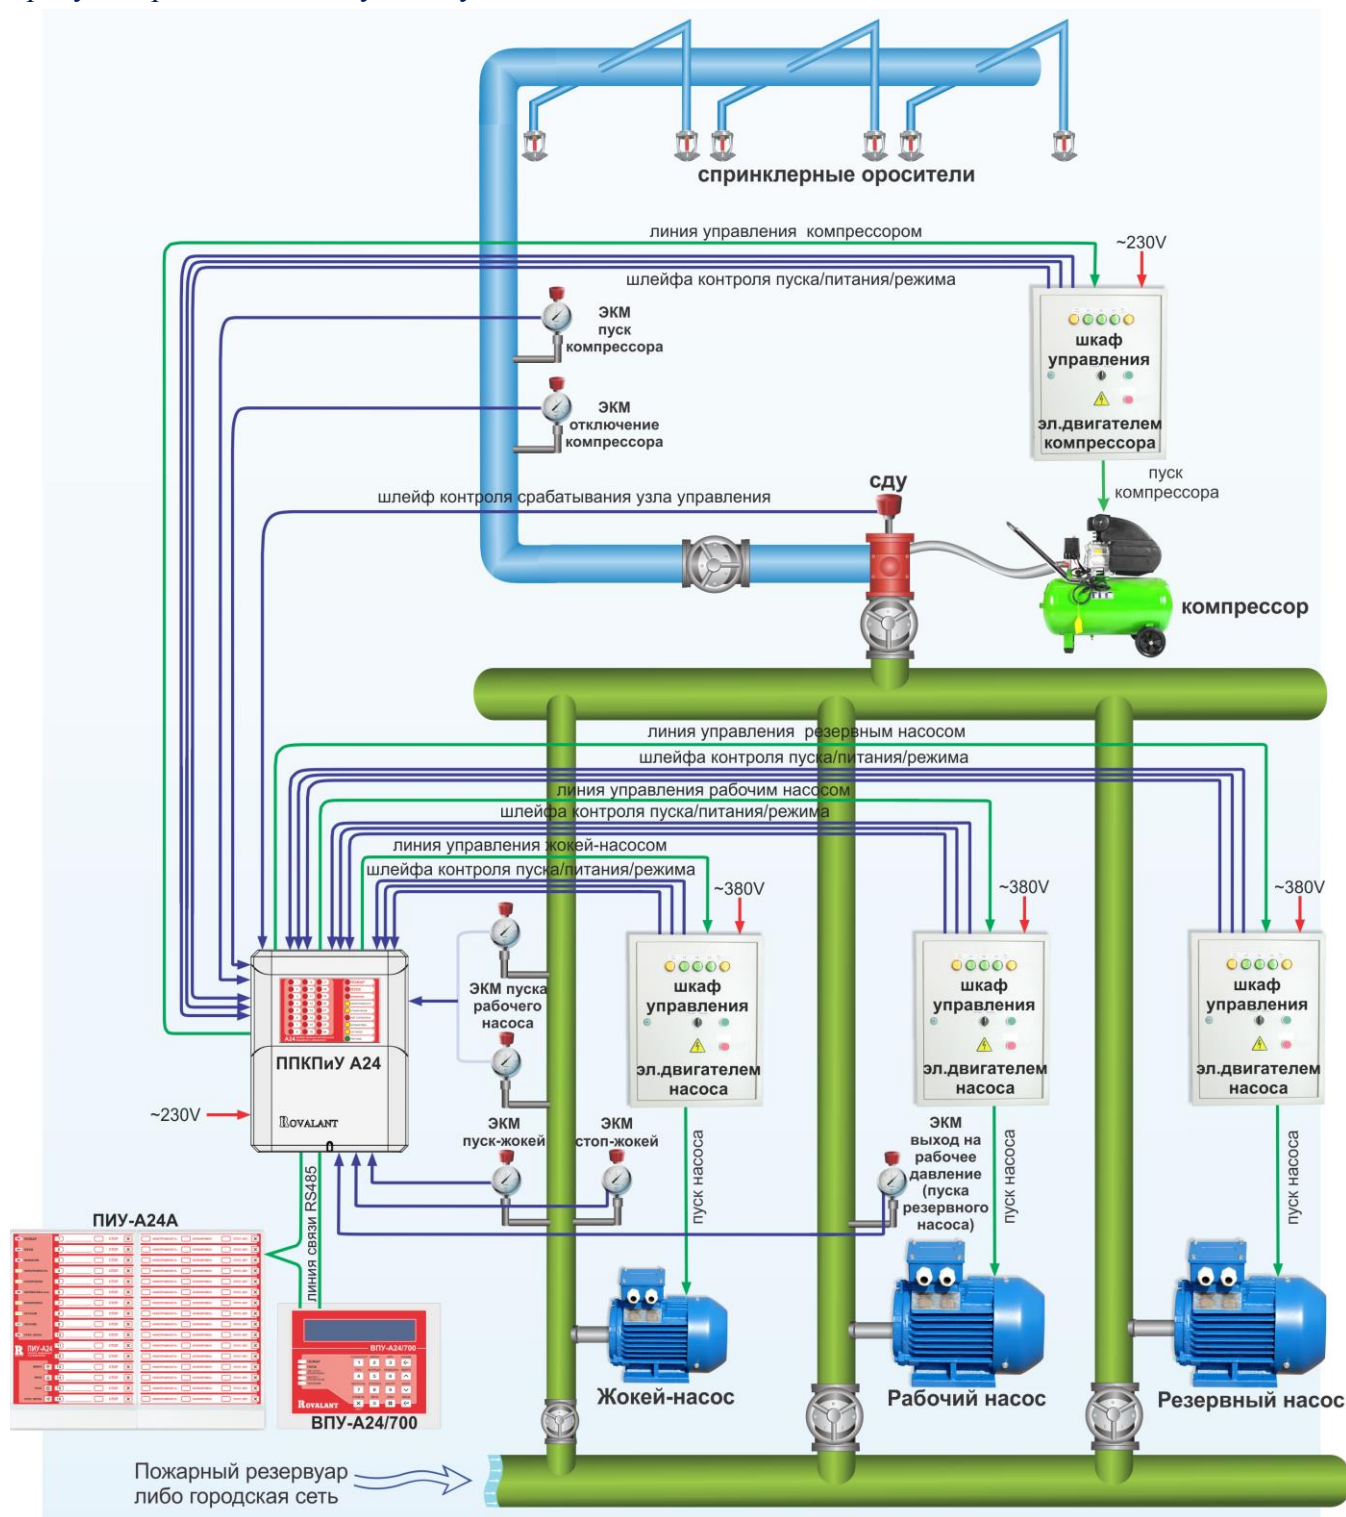 спринклерные оросители
линия управления компрессором
~230V
шлейфа контроля пуска/питания/режима
ЭКМ
пуск
компрессора
шкаф
управления
эл.двигателем
компрессора
ЭКМ
отключение
компрессора
пуск
компрессора
сду
шлейф контроля срабатывания узла управления
компрессор
линия управления резервным насосом
шлейфа контроля пуска/питания/режима
линия управления рабочим насосом
шлейфа контроля пуска/питания/режима
линия управления жокей-насосом
шлейфа контроля пуска/питания/режима
~380V
~380V
~380V
ЭКМ пуска
рабочего
насоса
шкаф
управления
эл.двигателем
насоса
шкаф
управления
эл.двигателем
насоса
шкаф
управления
эл.двигателем
насоса
А24
ППКПиУ А24
~230V
ROVALANT
ЭКМ
пуск-жокей
ЭКМ
стоп-жокей
ЭКМ
выход на
рабочее
давление
(пуска
резервного
насоса)
пуск насоса
пуск насоса
пуск насоса
линия связи RS485
ПИУ-А24А
ПИУ-А24
ВПУ-А24/700
ROVALANT
ВПУ-А24/700
Жокей-насос
Рабочий насос
Резервный насос
Пожарный резервуар
либо городская сеть